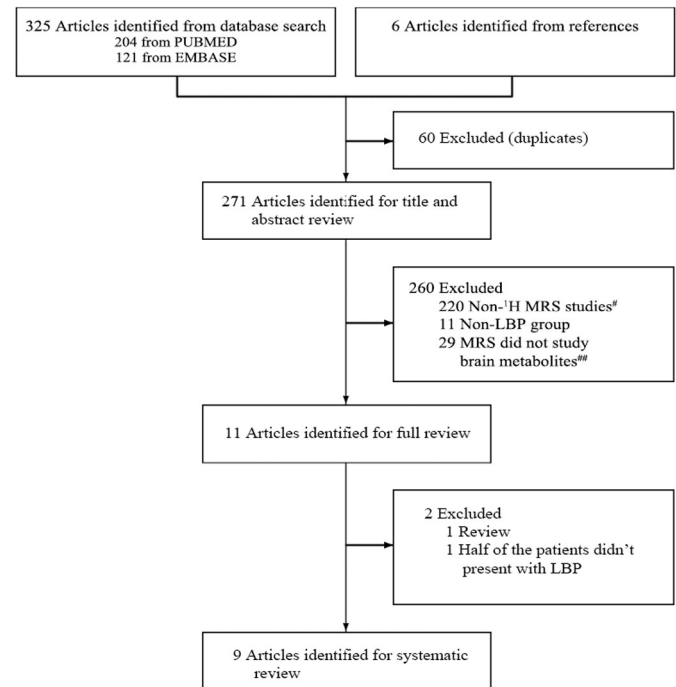 325 Articles identified from database search
204 from PUBMED
121 from EMBASE
6 Articles identified from references
60 Excluded (duplicates)
271 Articles identified for title and
abstract review
260 Excluded
220 Non-¹H MRS studies#
11 Non-LBP group
29 MRS did not study
brain metabolites##
11 Articles identified for full review
2 Excluded
1 Review
1 Half of the patients didn’t
present with LBP
9 Articles identified for systematic
review